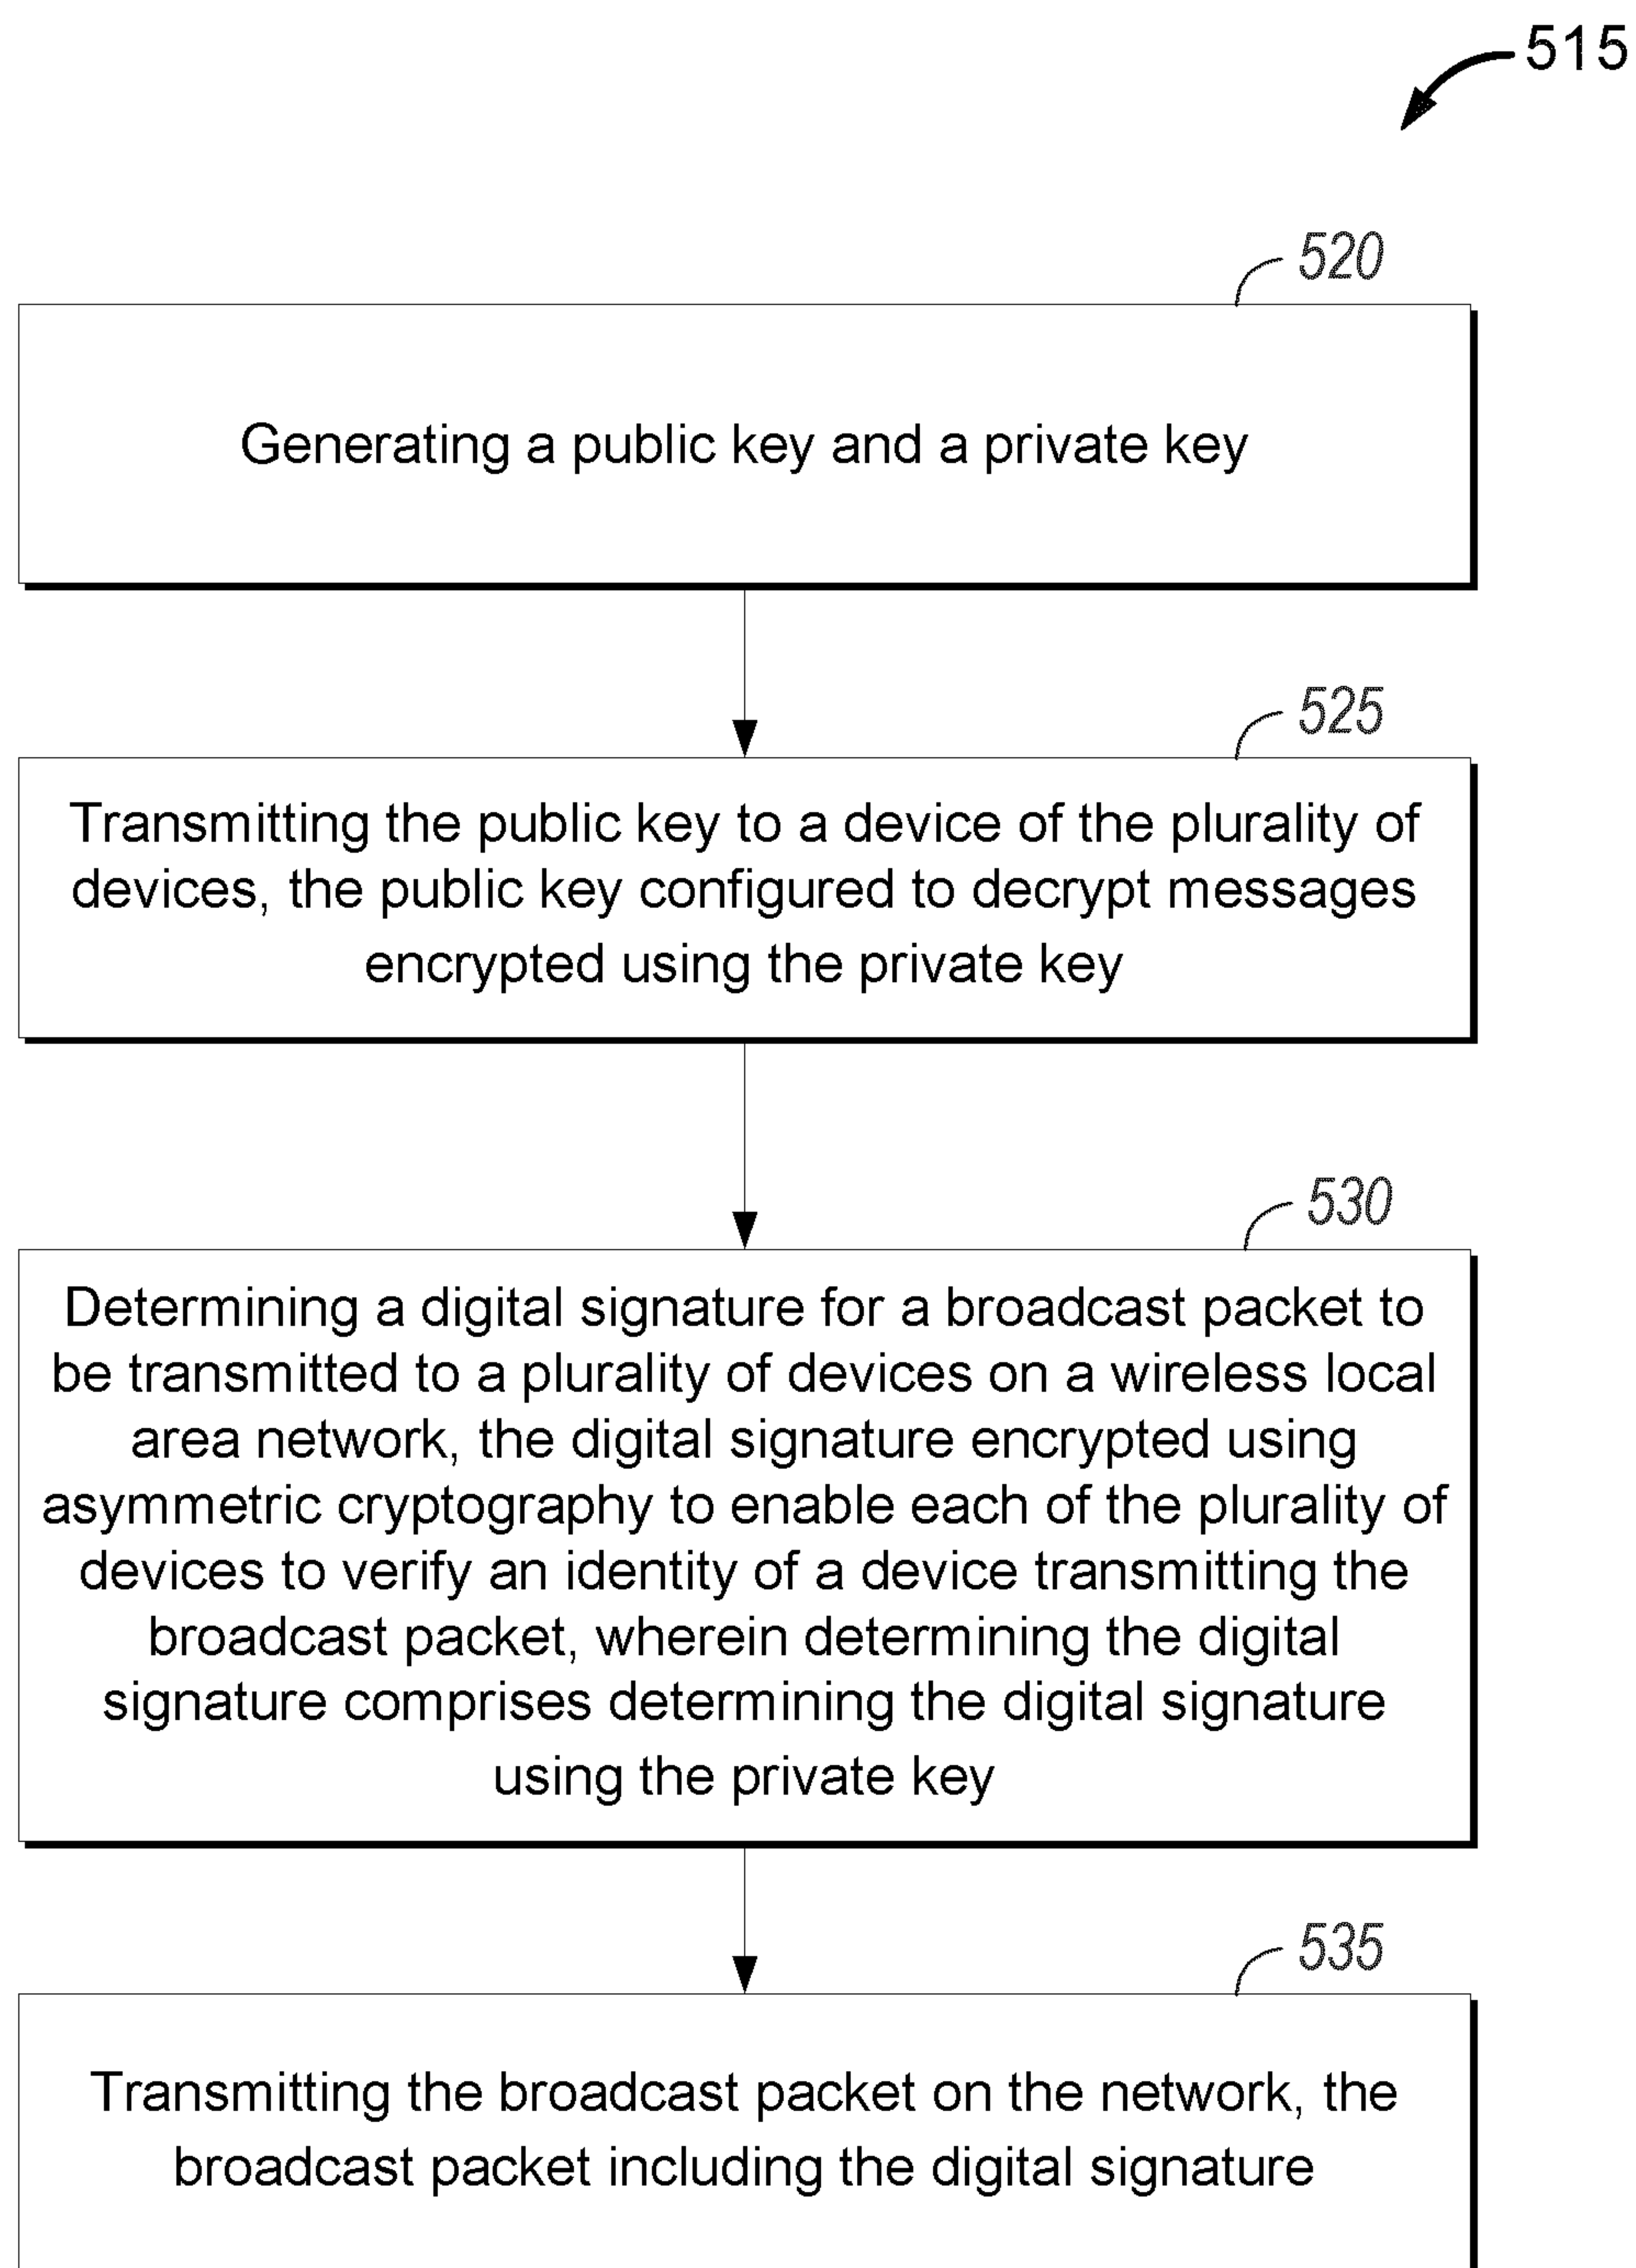 515
520
Generating a public key and a private key
525
Transmitting the public key to a device of the plurality of
devices, the public key configured to decrypt messages
encrypted using the private key
530
Determining a digital signature for a broadcast packet to
be transmitted to a plurality of devices on a wireless local
area network, the digital signature encrypted using
asymmetric cryptography to enable each of the plurality of
devices to verify an identity of a device transmitting the
broadcast packet, wherein determining the digital
signature comprises determining the digital signature
using the private key
535
Transmitting the broadcast packet on the network, the
broadcast packet including the digital signature